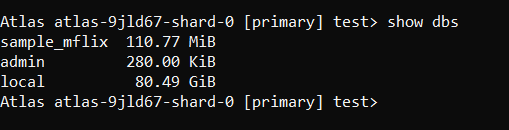 Atlas atlas-9jld67-shard-0 [primary] test> show dbs
sample_mflix  110.77 MiB
admin         280.00 KiB
local          80.49 GiB
Atlas atlas-9jld67-shard-0 [primary] test>